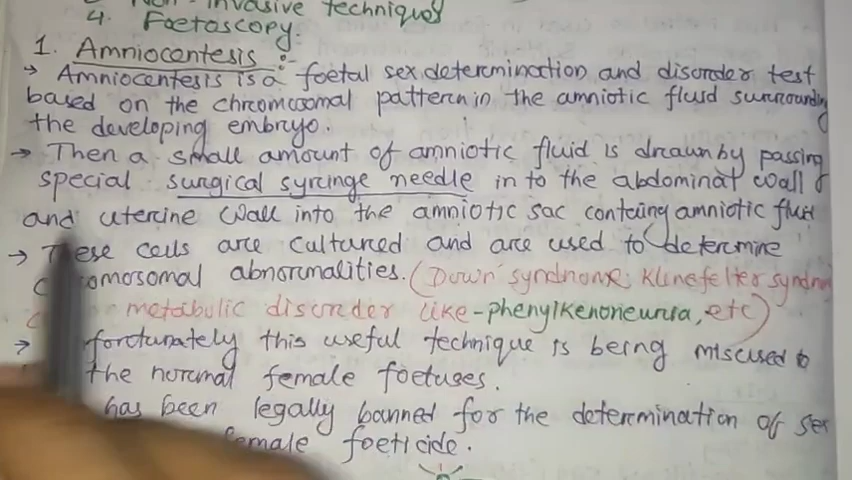 Non-invasive techniques
4. Foetoscopy.
1. Amniocentesis :-
→ Amniocentesis is a foetal sex determination and disorder test
based on the chromosomal pattern in the amniotic fluid surrounding
the developing embryo.
→ Then a small amount of amniotic fluid is drawn by passing
special surgical syringe needle in to the abdominal wall
and uterine wall into the amniotic sac contaiing amniotic fluid
→ These cells are cultured and are used to determine
chromosomal abnormalities. (Down syndrome, Klinefelter syndro
metabolic disorder like - phenylkenorieuria, etc)
→ fortunately this useful technique is being misused to
the normal female foetuses.
has been legally banned for the determination of sex
female foeticide.